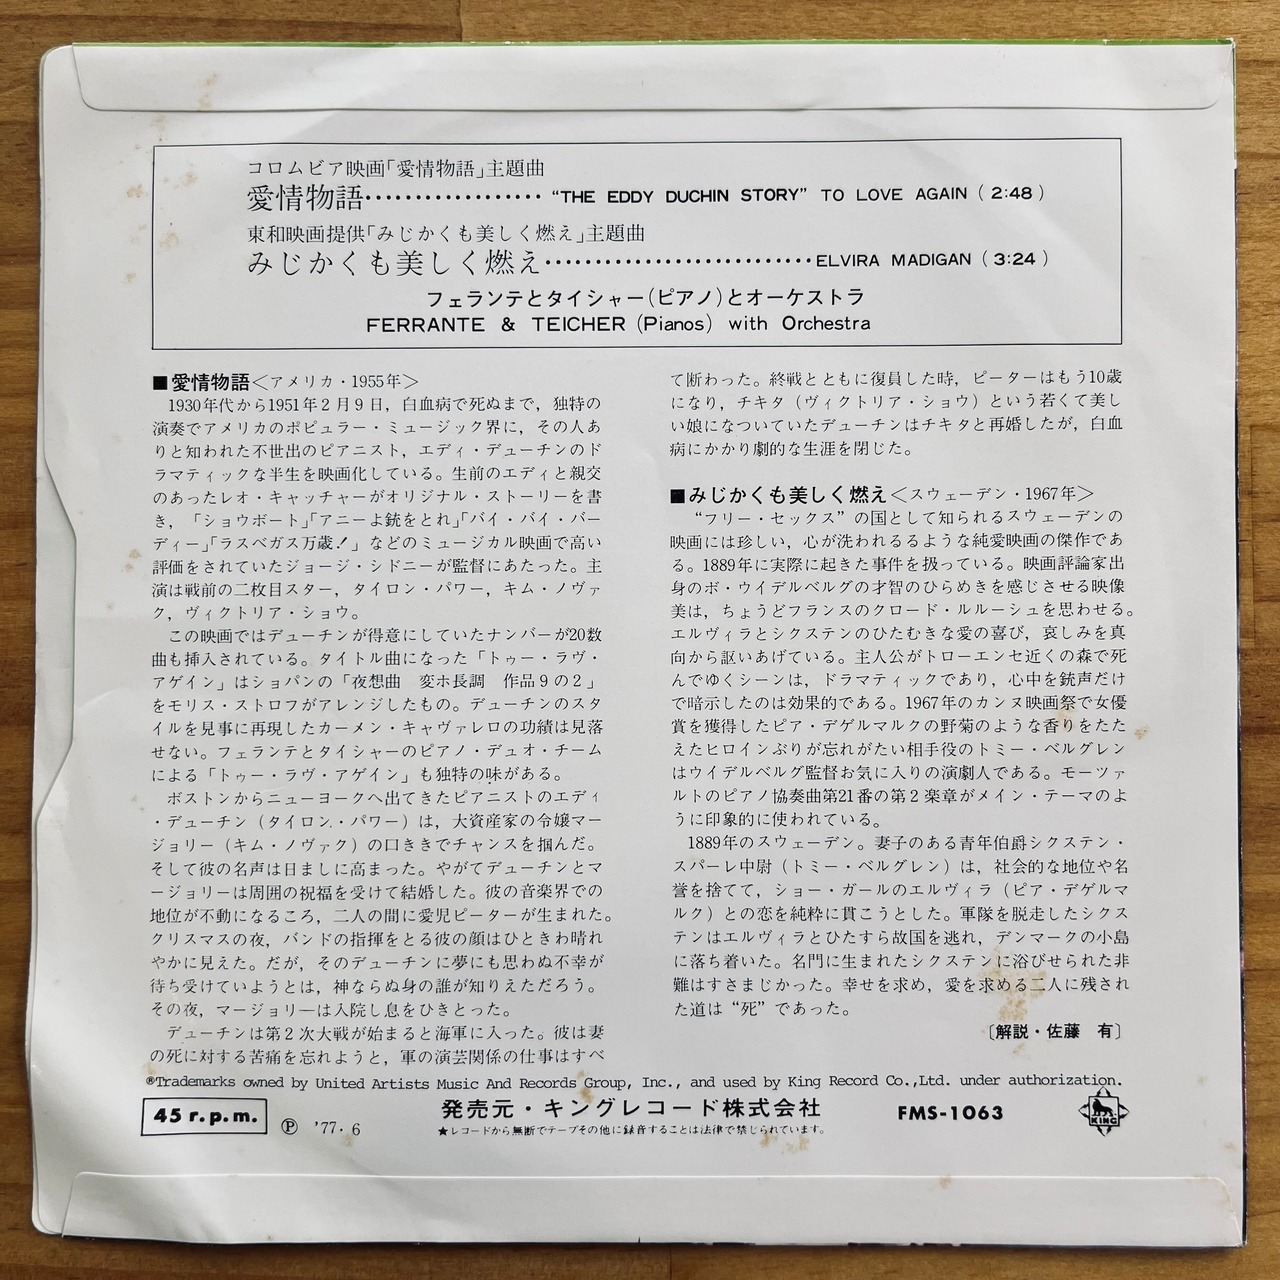 コロムビア映画「愛情物語」主題曲
愛情物語·················· “THE EDDY DUCHIN STORY” TO LOVE AGAIN ( 2:48 )
東和映画提供「みじかくも美しく燃え」主題曲
みじかくも美しく燃え···························ELVIRA MADIGAN ( 3:24 )
フェランテとタイシャー(ピアノ)とオーケストラ
FERRANTE & TEICHER (Pianos) with Orchestra
■愛情物語＜アメリカ・1955年＞
1930年代から1951年2月9日，白血病で死ぬまで，独特の
演奏でアメリカのポピュラー・ミュージック界に，その人あ
りと知われた不世出のピアニスト，エディ・デューチンのド
ラマティックな半生を映画化している。生前のエディと親交
のあったレオ・キャッチャーがオリジナル・ストーリーを書
き，「ショウボート」「アニーよ銃をとれ」「バイ・バイ・バー
ディー」「ラスベガス万歳！」などのミュージカル映画で高い
評価をされていたジョージ・シドニーが監督にあたった。主
演は戦前の二枚目スター，タイロン・パワー，キム・ノヴァ
ク，ヴィクトリア・ショウ。
この映画ではデューチンが得意にしていたナンバーが20数
曲も挿入されている。タイトル曲になった「トゥー・ラヴ・
アゲイン」はショパンの「夜想曲　変ホ長調　作品9の2」
をモリス・ストロフがアレンジしたもの。デューチンのスタ
イルを見事に再現したカーメン・キャヴァレロの功績は見落
せない。フェランテとタイシャーのピアノ・デュオ・チーム
による「トゥー・ラヴ・アゲイン」も独特の味がある。
ボストンからニューヨークへ出てきたピアニストのエディ
・デューチン（タイロン・パワー）は，大資産家の令嬢マー
ジョリー（キム・ノヴァク）の口ききでチャンスを掴んだ。
そして彼の名声は日ましに高まった。やがてデューチンとマ
ージョリーは周囲の祝福を受けて結婚した。彼の音楽界での
地位が不動になるころ，二人の間に愛児ピーターが生まれた。
クリスマスの夜，バンドの指揮をとる彼の顔はひときわ晴れ
やかに見えた。だが，そのデューチンに夢にも思わぬ不幸が
待ち受けていようとは，神ならぬ身の誰が知りえただろう。
その夜，マージョリーは入院し息をひきとった。
デューチンは第2次大戦が始まると海軍に入った。彼は妻
の死に対する苦痛を忘れようと，軍の演芸関係の仕事はすべ
て断わった。終戦とともに復員した時，ピーターはもう10歳
になり，チキタ（ヴィクトリア・ショウ）という若くて美し
い娘になついていたデューチンはチキタと再婚したが，白血
病にかかり劇的な生涯を閉じた。
■みじかくも美しく燃え＜スウェーデン・1967年＞
“フリー・セックス”の国として知られるスウェーデンの
映画には珍しい，心が洗われるるような純愛映画の傑作であ
る。1889年に実際に起きた事件を扱っている。映画評論家出
身のボ・ウイデルベルグの才智のひらめきを感じさせる映像
美は，ちょうどフランスのクロード・ルルーシュを思わせる。
エルヴィラとシクステンのひたむきな愛の喜び，哀しみを真
向から謳いあげている。主人公がトローエンセ近くの森で死
んでゆくシーンは，ドラマティックであり，心中を銃声だけ
で暗示したのは効果的である。1967年のカンヌ映画祭で女優
賞を獲得したピア・デゲルマルクの野菊のような香りをたた
えたヒロインぶりが忘れがたい相手役のトミー・ベルグレン
はウイデルベルグ監督お気に入りの演劇人である。モーツァ
ルトのピアノ協奏曲第21番の第2楽章がメイン・テーマのよ
うに印象的に使われている。
1889年のスウェーデン。妻子のある青年伯爵シクステン・
スパーレ中尉（トミー・ベルグレン）は，社会的な地位や名
誉を捨てて，ショー・ガールのエルヴィラ（ピア・デゲルマ
ルク）との恋を純粋に貫こうとした。軍隊を脱走したシクス
テンはエルヴィラとひたすら故国を逃れ，デンマークの小島
に落ち着いた。名門に生まれたシクステンに浴びせられた非
難はすさまじかった。幸せを求め，愛を求める二人に残され
た道は“死”であった。
〔解説・佐藤　有〕
®Trademarks owned by United Artists Music And Records Group, Inc., and used by King Record Co.,Ltd. under authorization.
45 r.p.m.
Ⓟ '77・6
発売元・キングレコード株式会社
★レコードから無断でテープその他に録音することは法律で禁じられています。
FMS-1063
KING